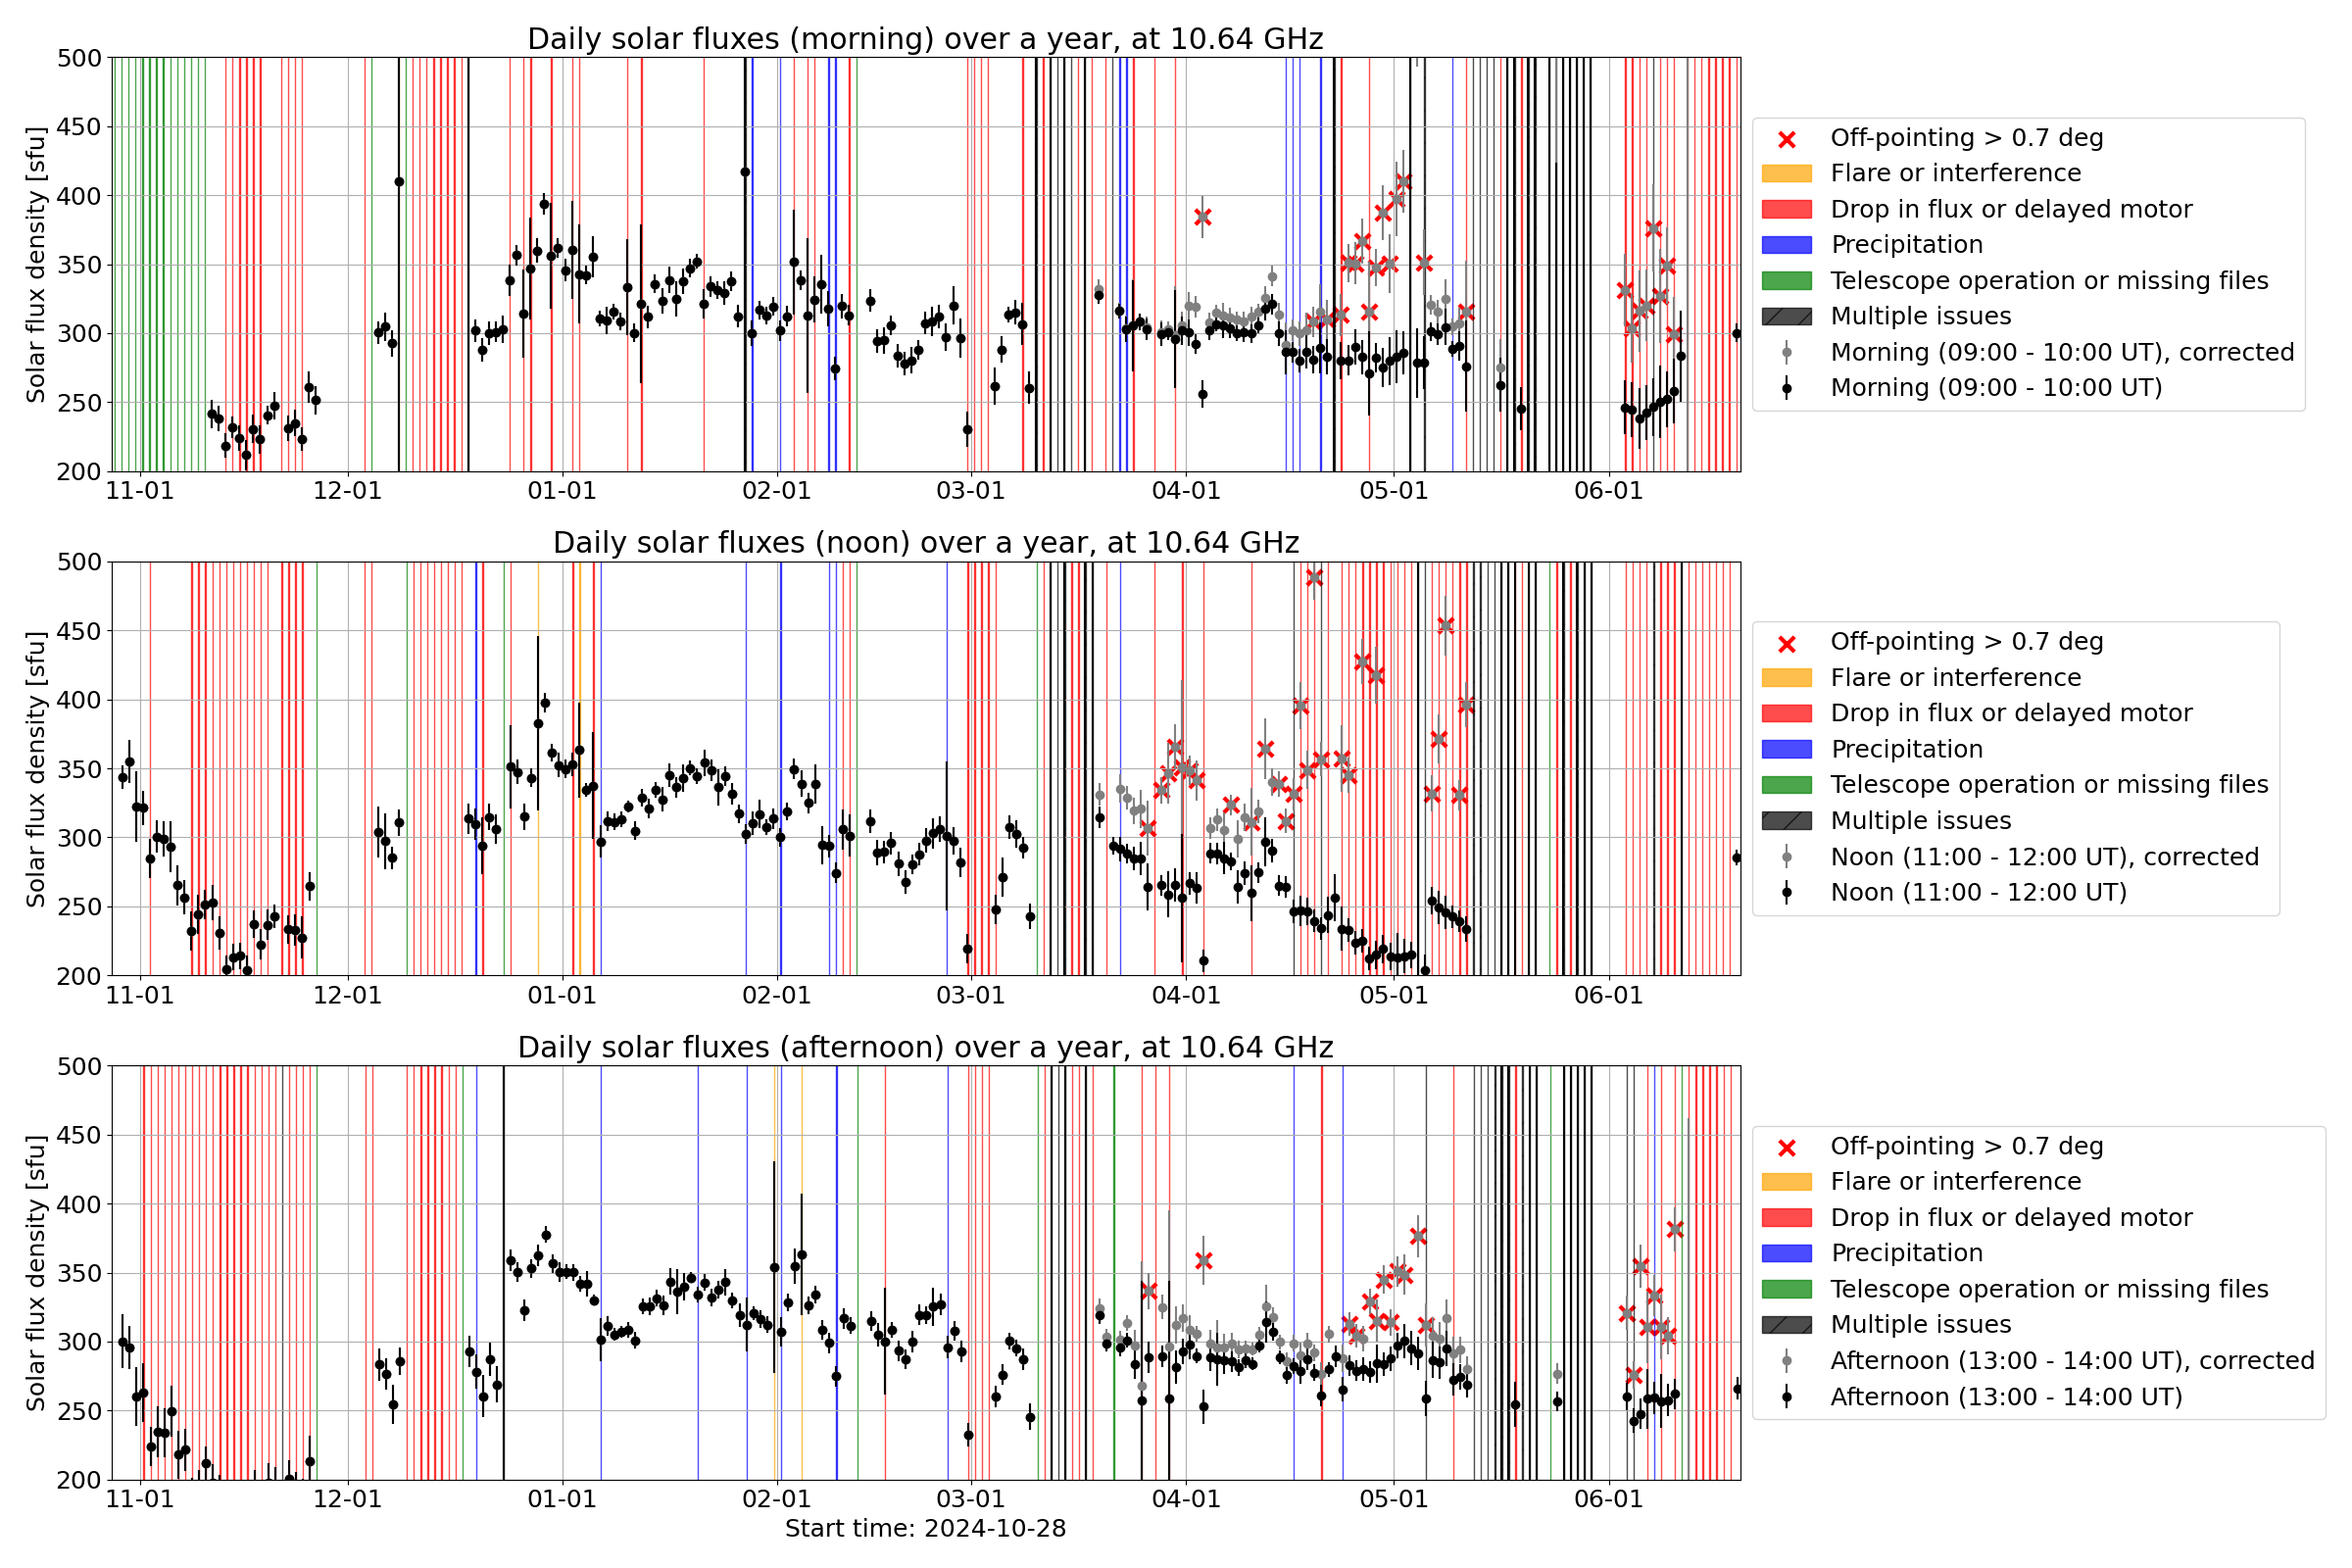 Daily solar fluxes (morning) over a year, at 10.64 GHz
Solar flux density [sfu]
500
450
400
350
300
250
200
11-01 12-01 01-01 02-01 03-01 04-01 05-01 06-01
Off-pointing > 0.7 deg
Flare or interference
Drop in flux or delayed motor
Precipitation
Telescope operation or missing files
Multiple issues
Morning (09:00 - 10:00 UT), corrected
Morning (09:00 - 10:00 UT)
Daily solar fluxes (noon) over a year, at 10.64 GHz
Solar flux density [sfu]
500
450
400
350
300
250
200
11-01 12-01 01-01 02-01 03-01 04-01 05-01 06-01
Off-pointing > 0.7 deg
Flare or interference
Drop in flux or delayed motor
Precipitation
Telescope operation or missing files
Multiple issues
Noon (11:00 - 12:00 UT), corrected
Noon (11:00 - 12:00 UT)
Daily solar fluxes (afternoon) over a year, at 10.64 GHz
Solar flux density [sfu]
500
450
400
350
300
250
200
11-01 12-01 01-01 02-01 03-01 04-01 05-01 06-01
Start time: 2024-10-28
Off-pointing > 0.7 deg
Flare or interference
Drop in flux or delayed motor
Precipitation
Telescope operation or missing files
Multiple issues
Afternoon (13:00 - 14:00 UT), corrected
Afternoon (13:00 - 14:00 UT)